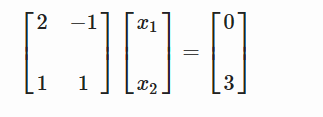 [2 −1] [x₁] = [0]
[1 1] [x₂] [3]